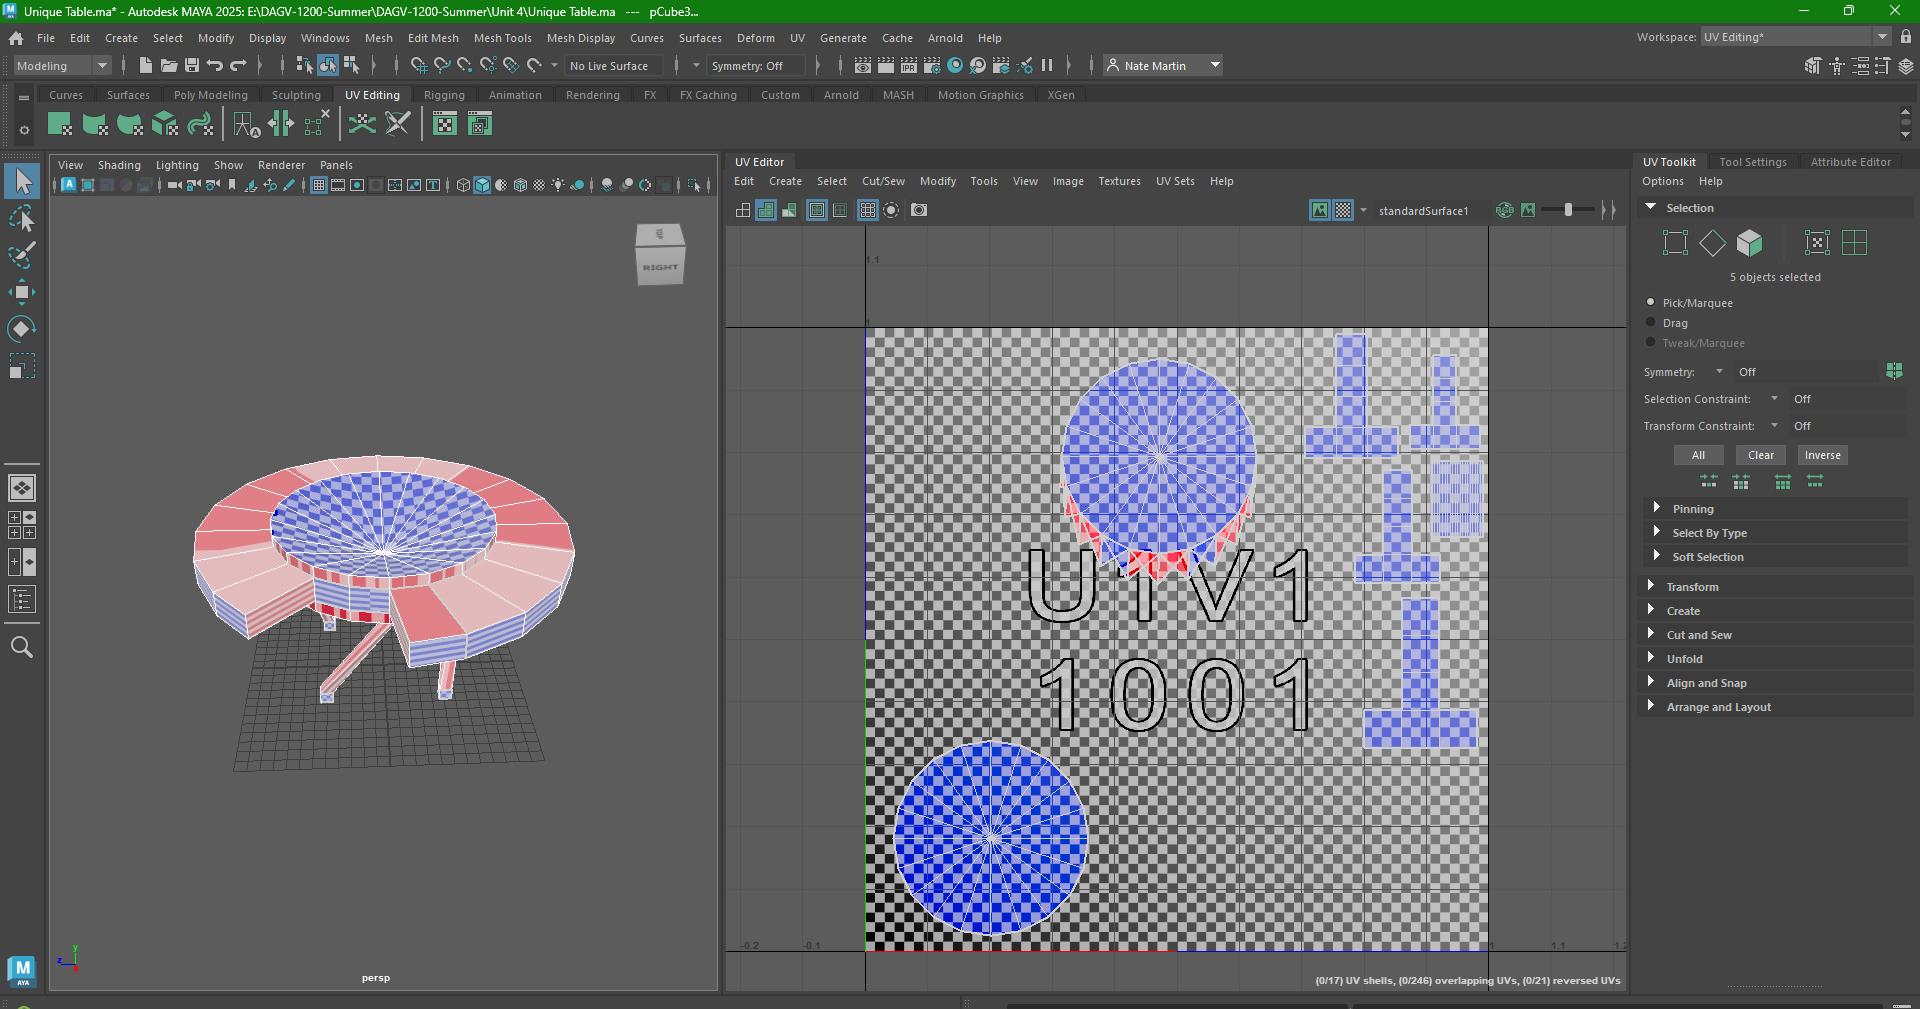 Unique Table.ma* - Autodesk MAYA 2025: E:\DAGV-1200-Summer\DAGV-1200-Summer\Unit 4\Unique Table.ma   ---   pCube3...
File Edit Create Select Modify Display Windows Mesh Edit Mesh Mesh Tools Mesh Display Curves Surfaces Deform UV Generate Cache Arnold Help
Workspace: UV Editing*
Modeling
No Live Surface
Symmetry: Off
Nate Martin
Curves Surfaces Poly Modeling Sculpting UV Editing Rigging Animation Rendering FX FX Caching Custom Arnold MASH Motion Graphics XGen
View Shading Lighting Show Renderer Panels
RIGHT
persp
UV Editor
Edit Create Select Cut/Sew Modify Tools View Image Textures UV Sets Help
standardSurface1
1.1
1
U1V1
1001
-0.2 -0.1 1 1.1 1.2
(0/17) UV shells, (0/246) overlapping UVs, (0/21) reversed UVs
UV Toolkit Tool Settings Attribute Editor
Options Help
Selection
5 objects selected
Pick/Marquee
Drag
Tweak/Marquee
Symmetry: Off
Selection Constraint: Off
Transform Constraint: Off
All Clear Inverse
Pinning
Select By Type
Soft Selection
Transform
Create
Cut and Sew
Unfold
Align and Snap
Arrange and Layout